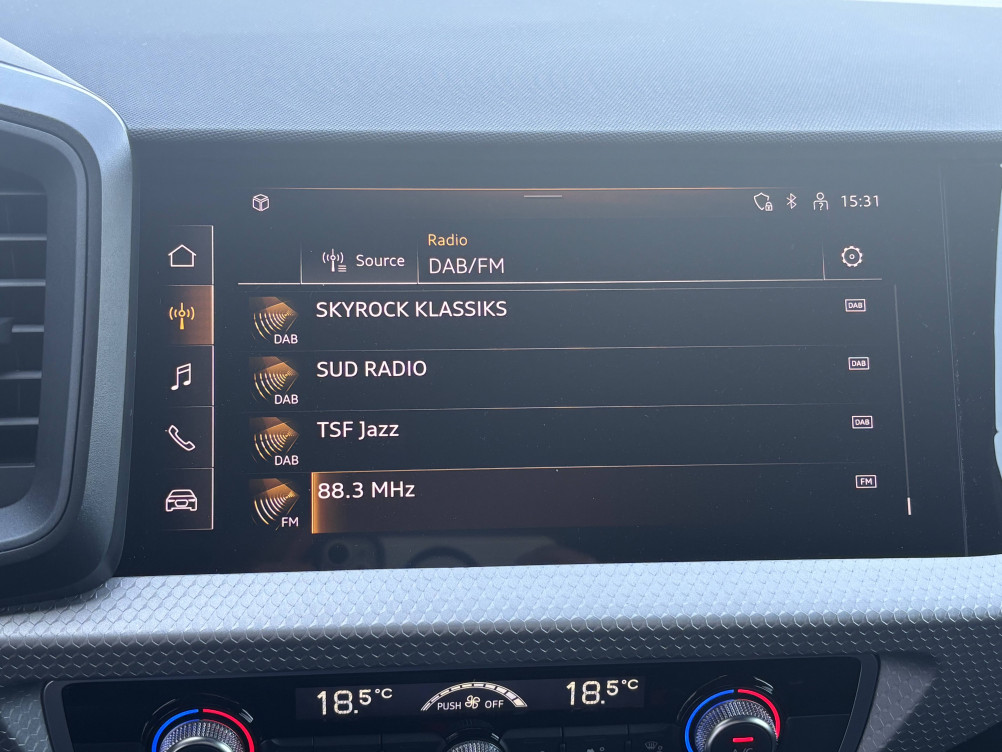 15:31
Radio
Source DAB/FM
SKYROCK KLASSIKS DAB
DAB
SUD RADIO DAB
DAB
TSF Jazz DAB
DAB
88.3 MHz FM
FM
18.5°C PUSH OFF 18.5°C